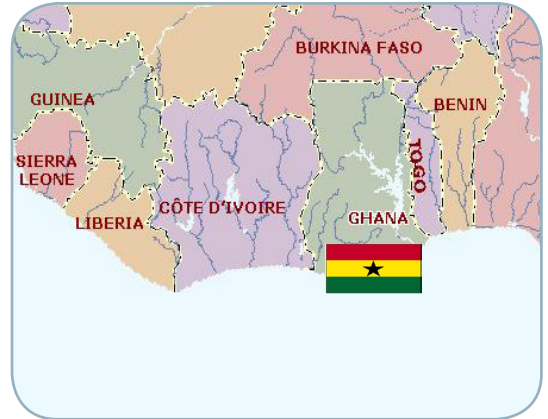 BURKINA FASO
GUINEA
BENIN
SIERRA
LEONE
TOGO
CÔTE D'IVOIRE
GHANA
LIBERIA